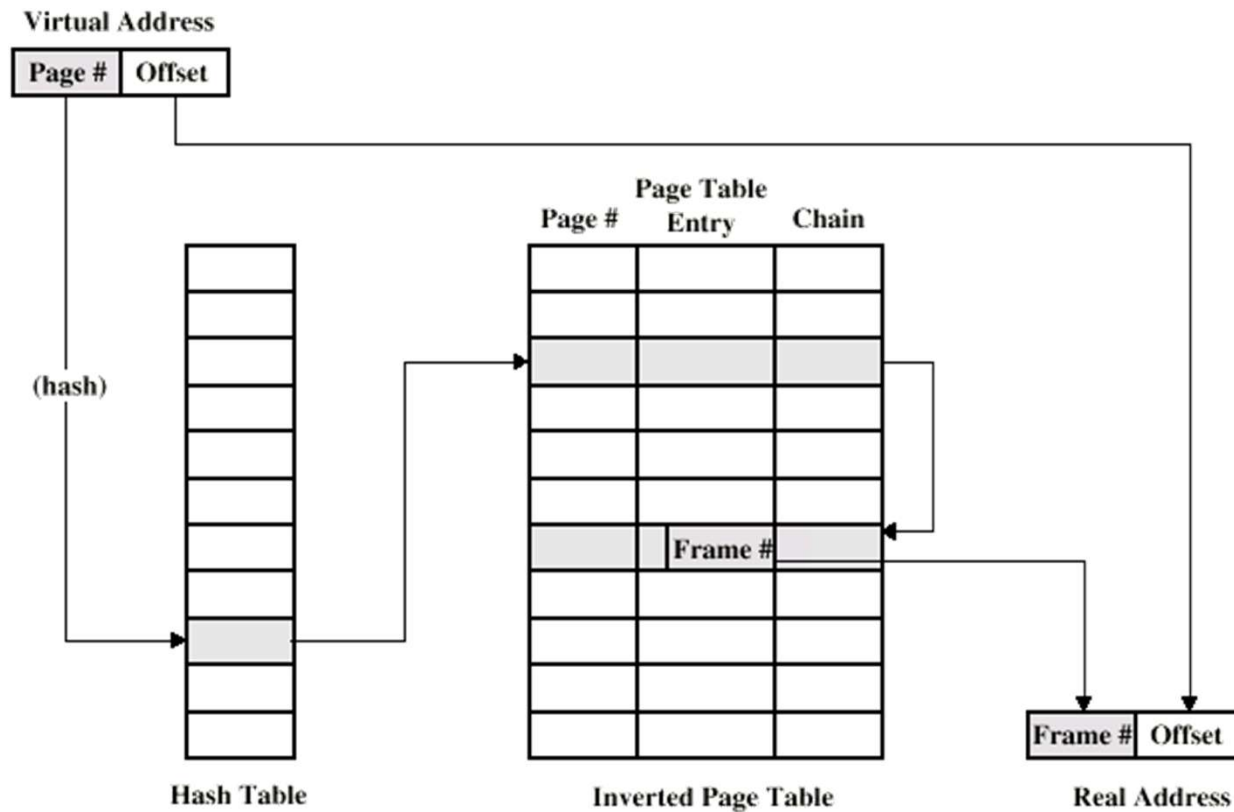 Virtual Address
Page # Offset
Page Table
Page # Entry Chain
(hash)
Frame #
Frame # Offset
Hash Table
Inverted Page Table
Real Address